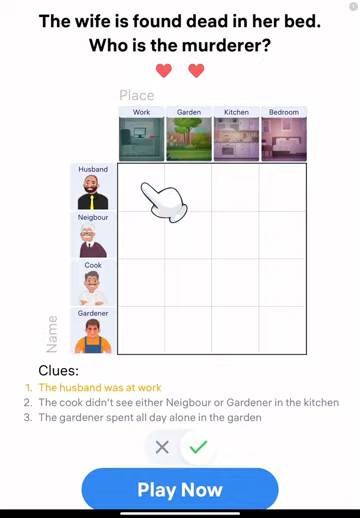 The wife is found dead in her bed.
Who is the murderer?
Place
Work
Garden
Kitchen
Bedroom
Husband
Neigbour
Cook
Gardener
Name
Clues:
1. The husband was at work
2. The cook didn't see either Neigbour or Gardener in the kitchen
3. The gardener spent all day alone in the garden
Play Now